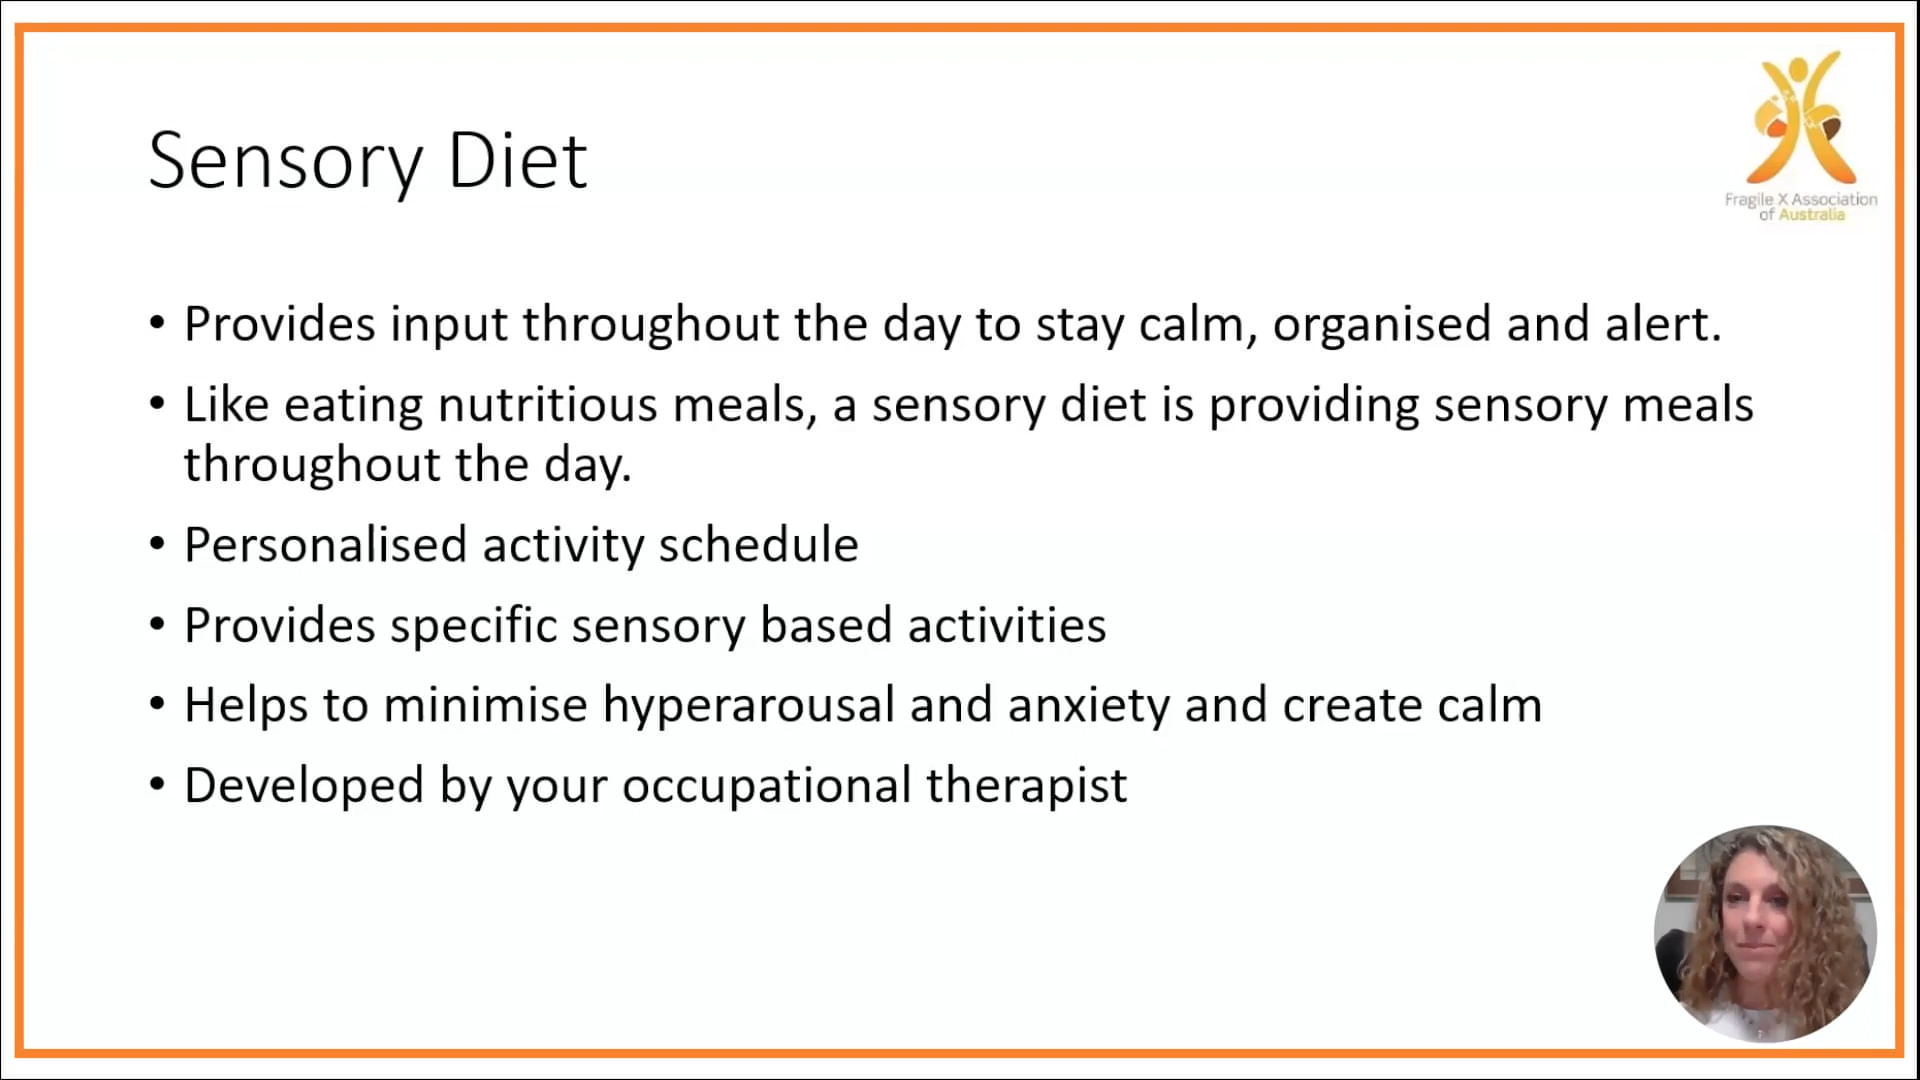 Sensory Diet
Fragile X Association
of Australia
• Provides input throughout the day to stay calm, organised and alert.
• Like eating nutritious meals, a sensory diet is providing sensory meals
throughout the day.
• Personalised activity schedule
• Provides specific sensory based activities
• Helps to minimise hyperarousal and anxiety and create calm
• Developed by your occupational therapist